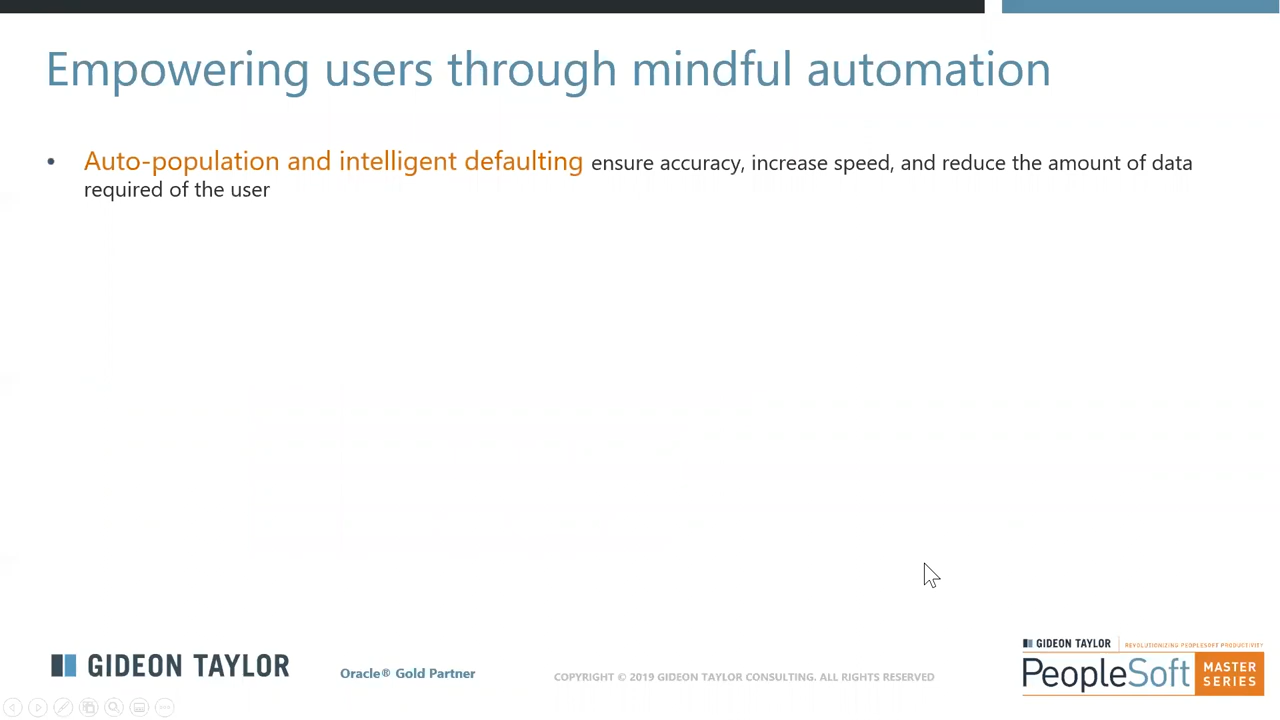 Empowering users through mindful automation
• Auto-population and intelligent defaulting ensure accuracy, increase speed, and reduce the amount of data
required of the user
GIDEON TAYLOR
Oracle® Gold Partner
COPYRIGHT © 2019 GIDEON TAYLOR CONSULTING. ALL RIGHTS RESERVED
GIDEON TAYLOR REVOLUTIONIZING PEOPLESOFT PRODUCTIVITY
PeopleSoft MASTER SERIES